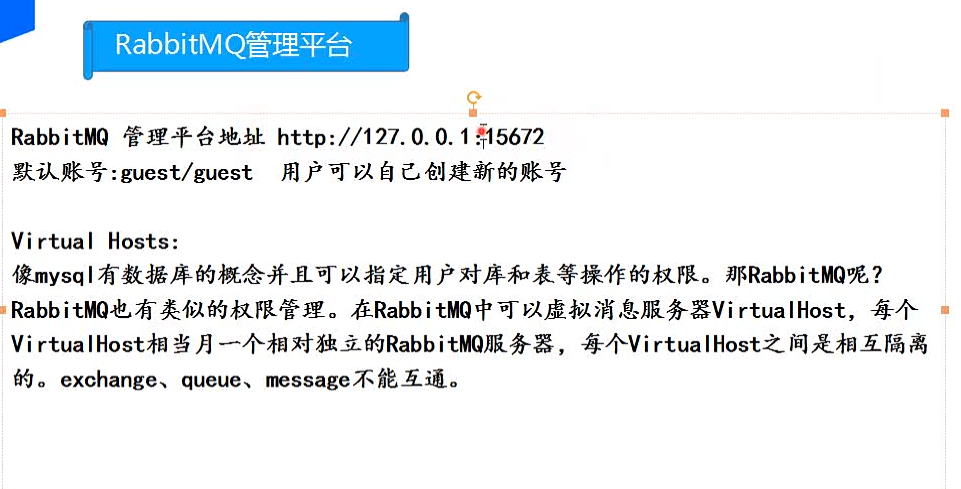 RabbitMQ管理平台
RabbitMQ 管理平台地址 http://127.0.0.1:15672
默认账号:guest/guest 用户可以自己创建新的账号
Virtual Hosts:
像mysql有数据库的概念并且可以指定用户对库和表等操作的权限。那RabbitMQ呢？
RabbitMQ也有类似的权限管理。在RabbitMQ中可以虚拟消息服务器VirtualHost，每个
VirtualHost相当月一个相对独立的RabbitMQ服务器，每个VirtualHost之间是相互隔离
的。exchange、queue、message不能互通。